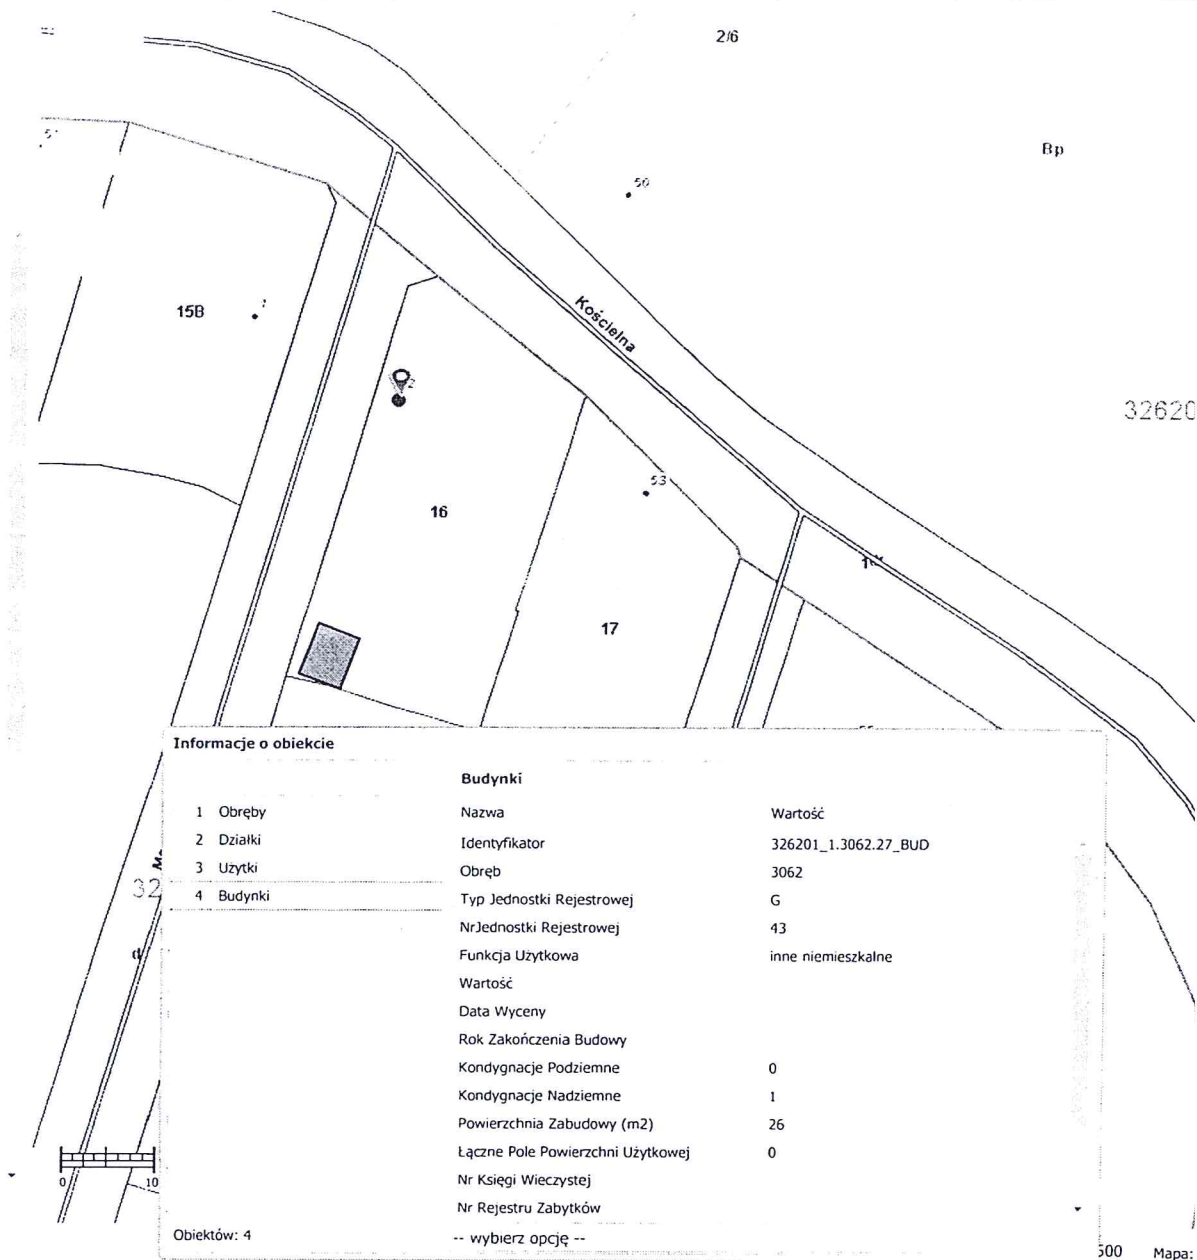 2/6
Bp
50
15B
Kościelna
32620
2
53
16
17
Informacje o obiekcie
Budynki
1 Obręby
Nazwa Wartość
2 Działki
Identyfikator 326201_1.3062.27_BUD
3 Użytki
Obręb 3062
4 Budynki
Typ Jednostki Rejestrowej G
NrJednostki Rejestrowej 43
Funkcja Użytkowa inne niemieszkalne
Wartość
Data Wyceny
Rok Zakończenia Budowy
Kondygnacje Podziemne 0
Kondygnacje Nadziemne 1
Powierzchnia Zabudowy (m2) 26
Łączne Pole Powierzchni Użytkowej 0
Nr Księgi Wieczystej
Nr Rejestru Zabytków
32
d
0 10
Obiektów: 4
-- wybierz opcję --
500 Mapa: